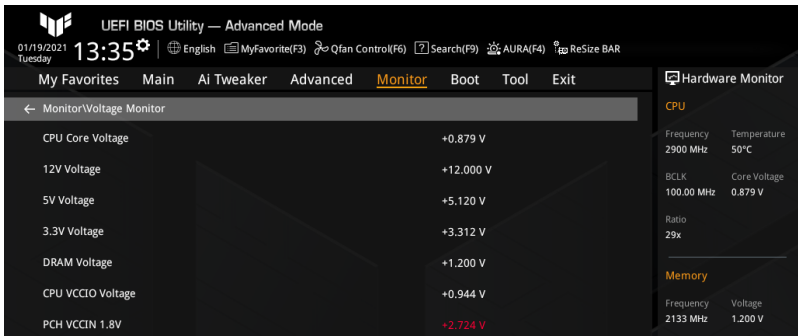 UEFI BIOS Utility — Advanced Mode
01/19/2021 Tuesday 13:35 English MyFavorite(F3) Qfan Control(F6) ? Search(F9) AURA(F4) ReSize BAR
My Favorites Main Ai Tweaker Advanced Monitor Boot Tool Exit
← Monitor\Voltage Monitor
CPU Core Voltage +0.879 V
12V Voltage +12.000 V
5V Voltage +5.120 V
3.3V Voltage +3.312 V
DRAM Voltage +1.200 V
CPU VCCIO Voltage +0.944 V
PCH VCCIN 1.8V +2.724 V
Hardware Monitor
CPU
Frequency Temperature
2900 MHz 50°C
BCLK Core Voltage
100.00 MHz 0.879 V
Ratio
29x
Memory
Frequency Voltage
2133 MHz 1.200 V